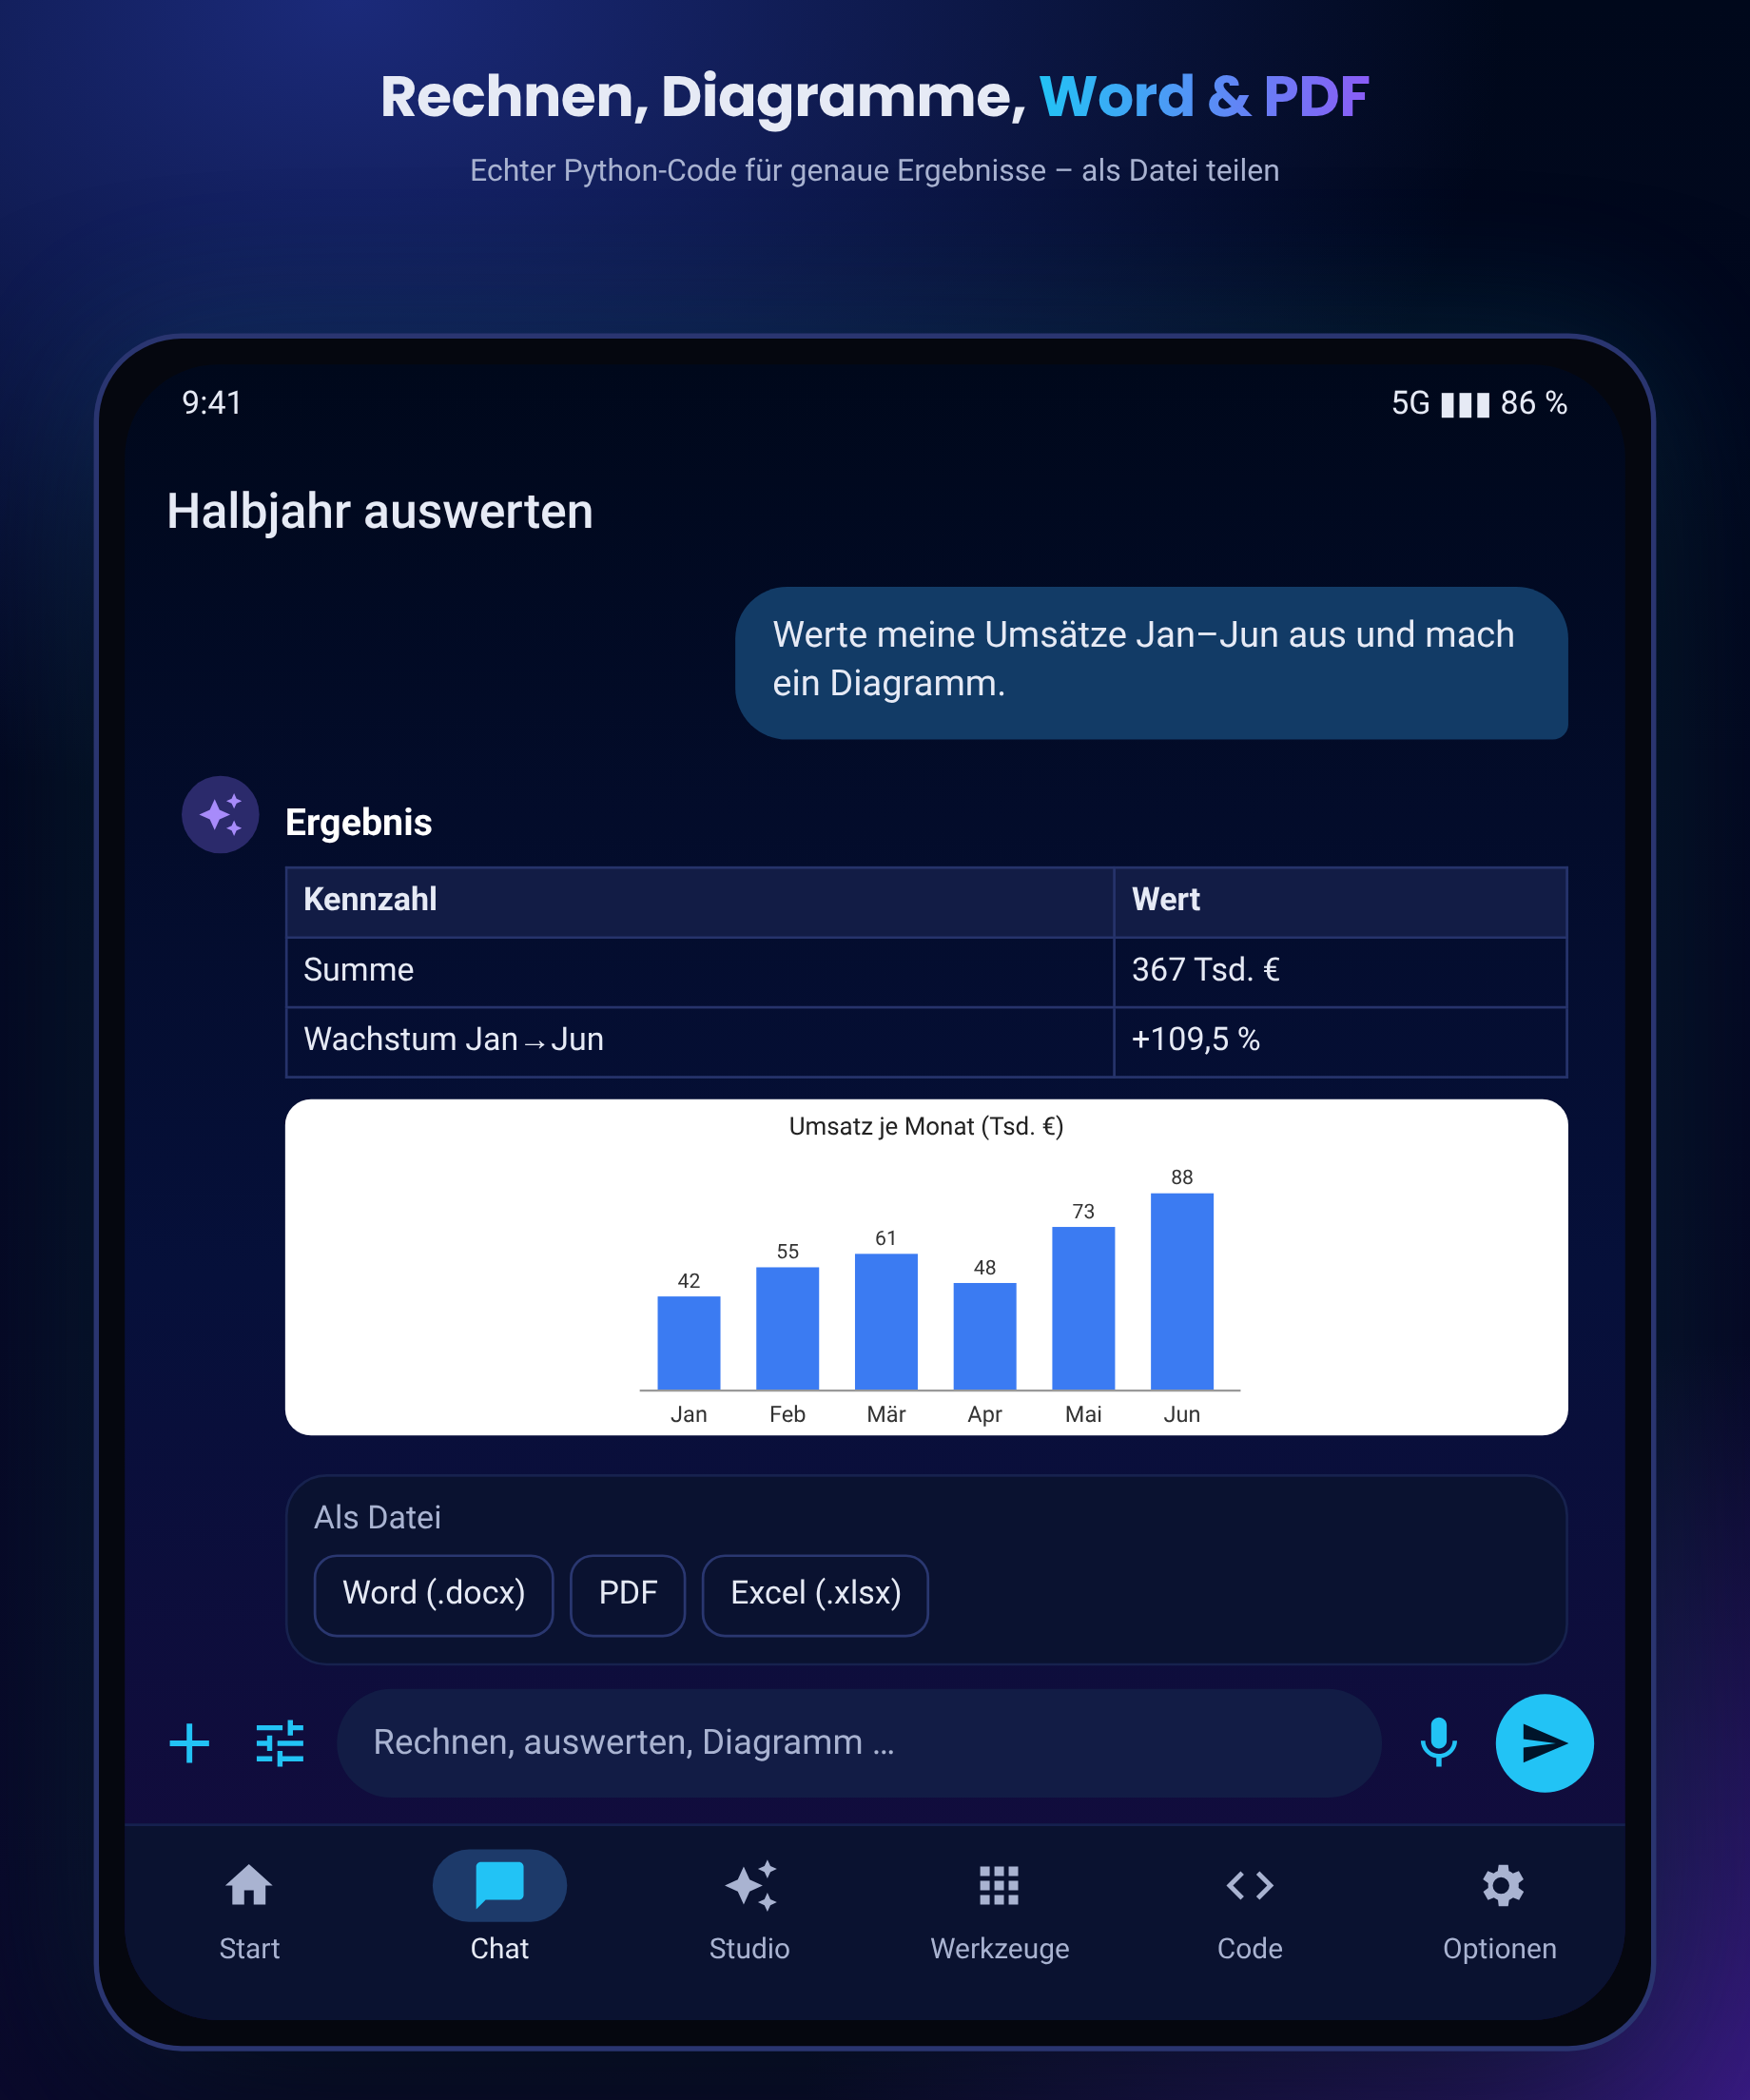 Rechnen, Diagramme, Word & PDF
Echter Python-Code für genaue Ergebnisse – als Datei teilen
9:41
5G ▮▮▮ 86 %
Halbjahr auswerten
Werte meine Umsätze Jan–Jun aus und mach
ein Diagramm.
Ergebnis
Kennzahl Wert
Summe 367 Tsd. €
Wachstum Jan→Jun +109,5 %
Umsatz je Monat (Tsd. €)
42 55 61 48 73 88
Jan Feb Mär Apr Mai Jun
Als Datei
Word (.docx) PDF Excel (.xlsx)
Rechnen, auswerten, Diagramm ...
Start Chat Studio Werkzeuge Code Optionen